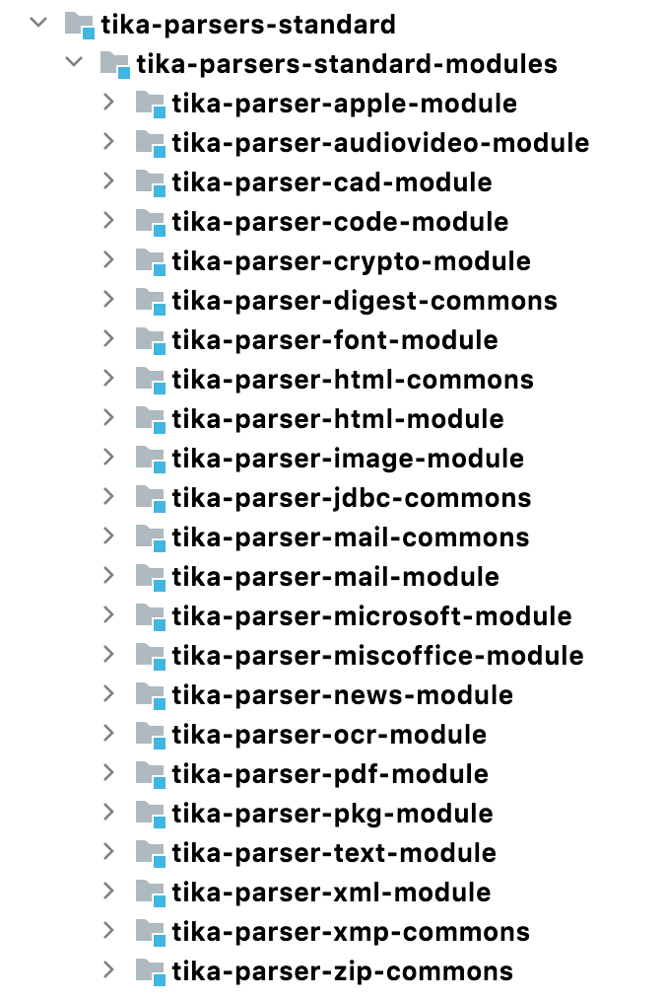 tika-parsers-standard
tika-parsers-standard-modules
tika-parser-apple-module
tika-parser-audiovideo-module
tika-parser-cad-module
tika-parser-code-module
tika-parser-crypto-module
tika-parser-digest-commons
tika-parser-font-module
tika-parser-html-commons
tika-parser-html-module
tika-parser-image-module
tika-parser-jdbc-commons
tika-parser-mail-commons
tika-parser-mail-module
tika-parser-microsoft-module
tika-parser-miscoffice-module
tika-parser-news-module
tika-parser-ocr-module
tika-parser-pdf-module
tika-parser-pkg-module
tika-parser-text-module
tika-parser-xml-module
tika-parser-xmp-commons
tika-parser-zip-commons